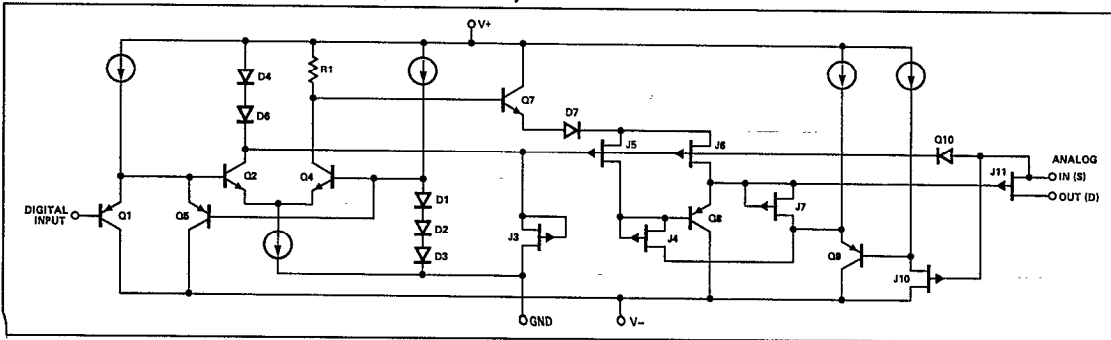 V+
D4
R1
Q7
D6
D7
J5
J6
Q10
ANALOG
IN (S)
J11
OUT (D)
Q2
Q4
DIGITAL
INPUT
Q1
Q5
D1
D2
D3
J3
J4
Q8
J7
Q9
J10
GND
V-